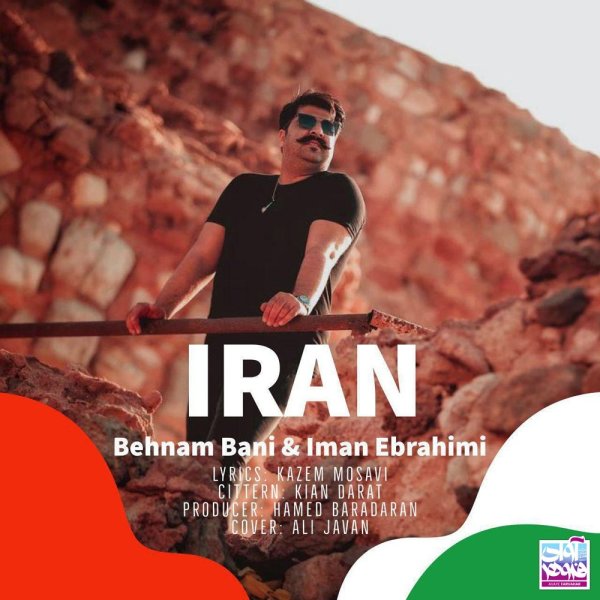 IRAN
Behnam Bani & Iman Ebrahimi
LYRICS: KAZEM MOSAVI
CITTERN: KIAN DARAT
PRODUCER: HAMED BARADARAN
COVER: ALI JAVAN